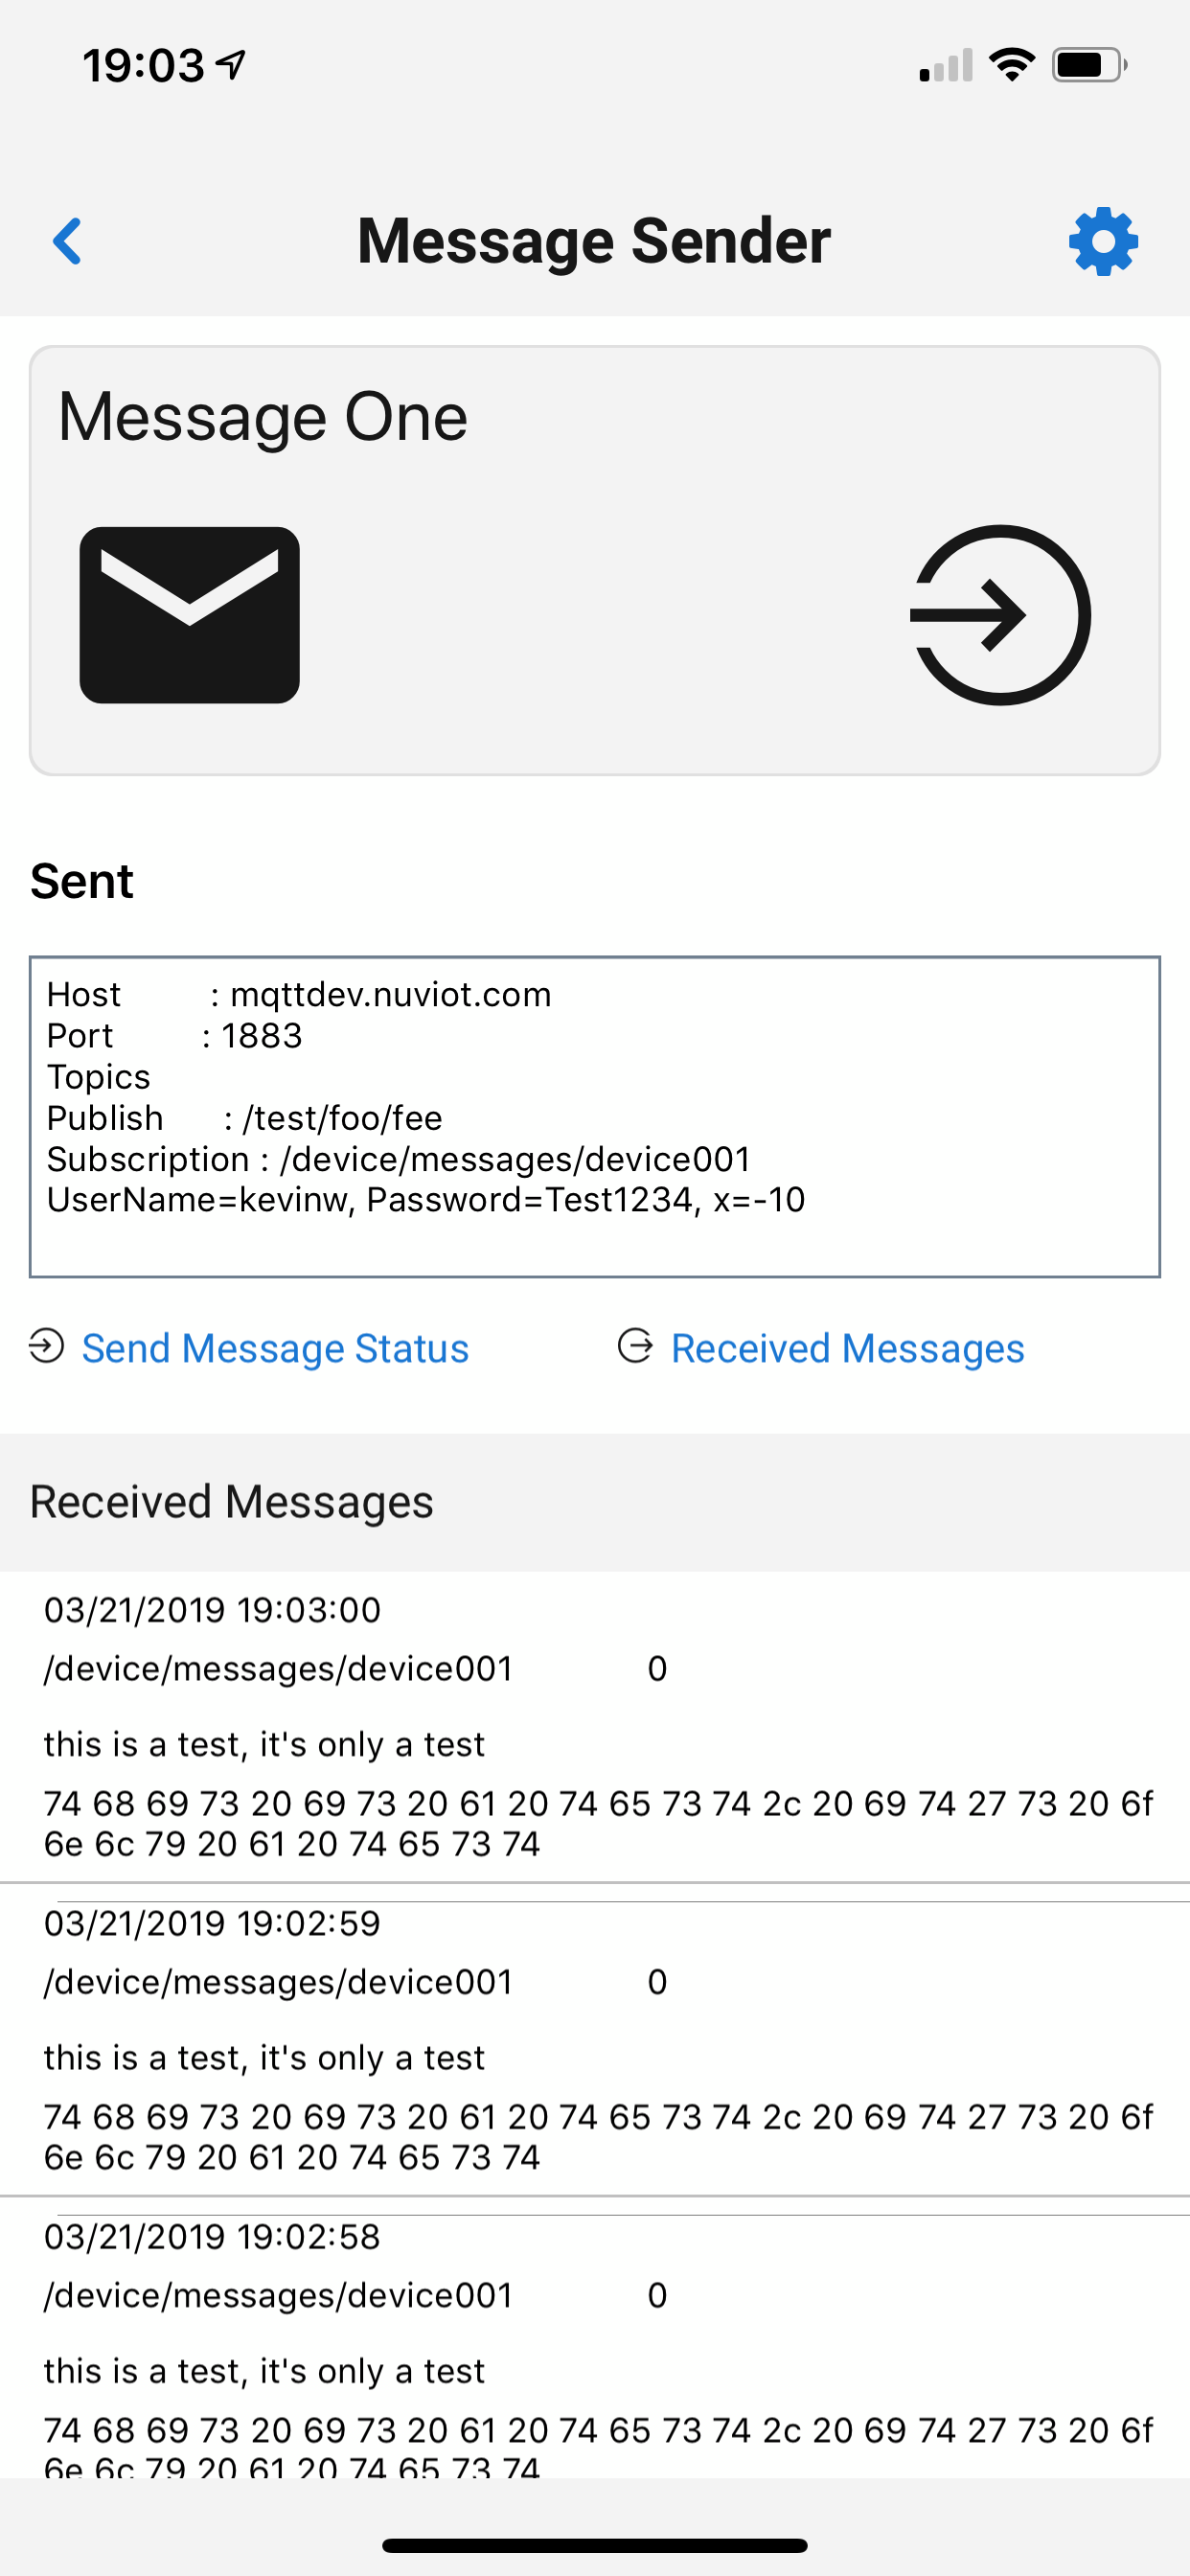 19:03
Message Sender
Message One
Sent
Host : mqttdev.nuviot.com
Port : 1883
Topics
Publish : /test/foo/fee
Subscription : /device/messages/device001
UserName=kevinw, Password=Test1234, x=-10
Send Message Status Received Messages
Received Messages
03/21/2019 19:03:00
/device/messages/device001 0
this is a test, it's only a test
74 68 69 73 20 69 73 20 61 20 74 65 73 74 2c 20 69 74 27 73 20 6f
6e 6c 79 20 61 20 74 65 73 74
03/21/2019 19:02:59
/device/messages/device001 0
this is a test, it's only a test
74 68 69 73 20 69 73 20 61 20 74 65 73 74 2c 20 69 74 27 73 20 6f
6e 6c 79 20 61 20 74 65 73 74
03/21/2019 19:02:58
/device/messages/device001 0
this is a test, it's only a test
74 68 69 73 20 69 73 20 61 20 74 65 73 74 2c 20 69 74 27 73 20 6f
6e 6c 79 20 61 20 74 65 73 74